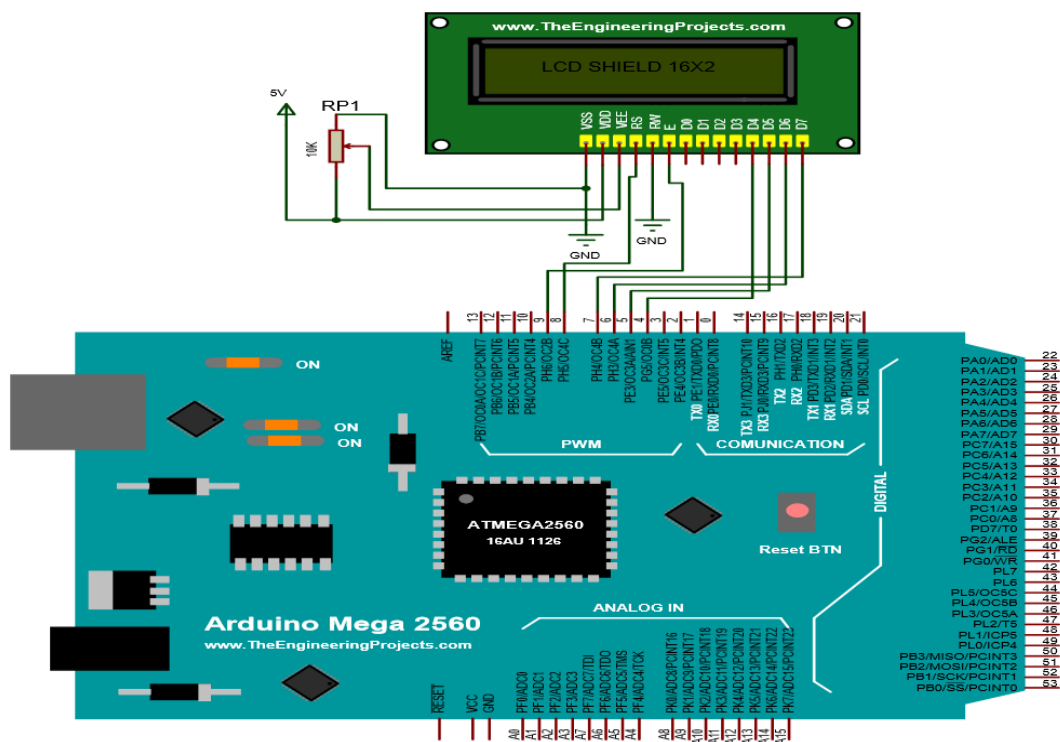 www.TheEngineeringProjects.com
LCD SHIELD 16X2
5V
RP1
10K
VSS
VDD
VEE
RS
RW
E
D0
D1
D2
D3
D4
D5
D6
D7
GND
GND
AREF
13
12
11
10
9
8
7
6
5
4
3
2
1
0
14
15
16
17
18
19
20
21
PB7/OC0A/OC1C/PCINT7
PB6/OC1B/PCINT6
PB5/OC1A/PCINT5
PB4/OC2A/PCINT4
PH6/OC2B
PH5/OC4C
PH4/OC4B
PH3/OC4A
PE3/OC3A/AIN1
PG5/OC0B
PE5/OC3C/INT5
PE4/OC3B/INT4
TX0 PE1/TXD0/PDO
RX0 PE0/RXD0/PCINT8
TX3 PJ1/TXD3/PCINT10
RX3 PJ0/RXD3/PCINT9
TX2 PH1/TXD2
RX2 PH0/RXD2
TX1 PD3/TXD1/INT3
RX1 PD2/RXD1/INT2
SDA PD1/SDA/INT1
SCL PD0/SCL/INT0
PWM
COMUNICATION
DIGITAL
ON
ON
ON
ATMEGA2560
16AU 1126
Reset BTN
PA0/AD0 22
PA1/AD1 23
PA2/AD2 24
PA3/AD3 25
PA4/AD4 26
PA5/AD5 27
PA6/AD6 28
PA7/AD7 29
PC7/A15 30
PC6/A14 31
PC5/A13 32
PC4/A12 33
PC3/A11 34
PC2/A10 35
PC1/A9 36
PC0/A8 37
PD7/T0 38
PG2/ALE 39
PG1/RD 40
PG0/WR 41
PL7 42
PL6 43
PL5/OC5C 44
PL4/OC5B 45
PL3/OC5A 46
PL2/T5 47
PL1/ICP5 48
PL0/ICP4 49
PB3/MISO/PCINT3 50
PB2/MOSI/PCINT2 51
PB1/SCK/PCINT1 52
PB0/SS/PCINT0 53
ANALOG IN
Arduino Mega 2560
www.TheEngineeringProjects.com
RESET
VCC
GND
PF0/ADC0
PF1/ADC1
PF2/ADC2
PF3/ADC3
PF7/ADC7/TDI
PF6/ADC6/TDO
PF5/ADC5/TMS
PF4/ADC4/TCK
PK0/ADC8/PCINT16
PK1/ADC9/PCINT17
PK2/ADC10/PCINT18
PK3/ADC11/PCINT19
PK4/ADC12/PCINT20
PK5/ADC13/PCINT21
PK6/ADC14/PCINT22
PK7/ADC15/PCINT23
A0
A1
A2
A3
A7
A6
A5
A4
A8
A9
A10
A11
A12
A13
A14
A15